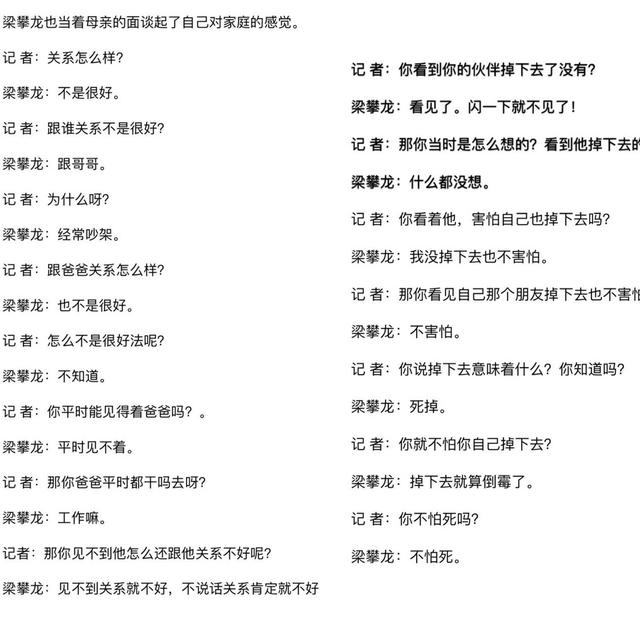 梁攀龙也当着母亲的面谈起了自己对家庭的感觉。
记 者：关系怎么样？
梁攀龙：不是很好。
记 者：跟谁关系不是很好？
梁攀龙：跟哥哥。
记 者：为什么呀？
梁攀龙：经常吵架。
记 者：跟爸爸关系怎么样？
梁攀龙：也不是很好。
记 者：怎么不是很好法呢？
梁攀龙：不知道。
记 者：你平时能见得着爸爸吗？。
梁攀龙：平时见不着。
记 者：那你爸爸平时都干吗去呀？
梁攀龙：工作嘛。
记者：那你见不到他怎么还跟他关系不好呢？
梁攀龙：见不到关系就不好，不说话关系肯定就不好
记 者：你看到你的伙伴掉下去了没有？
梁攀龙：看见了。闪一下就不见了！
记 者：那你当时是怎么想的？看到他掉下去的
梁攀龙：什么都没想。
记 者：你看着他，害怕自己也掉下去吗？
梁攀龙：我没掉下去也不害怕。
记 者：那你看见自己那个朋友掉下去也不害怕
梁攀龙：不害怕。
记 者：你说掉下去意味着什么？你知道吗？
梁攀龙：死掉。
记 者：你就不怕你自己掉下去？
梁攀龙：掉下去就算倒霉了。
记 者：你不怕死吗？
梁攀龙：不怕死。